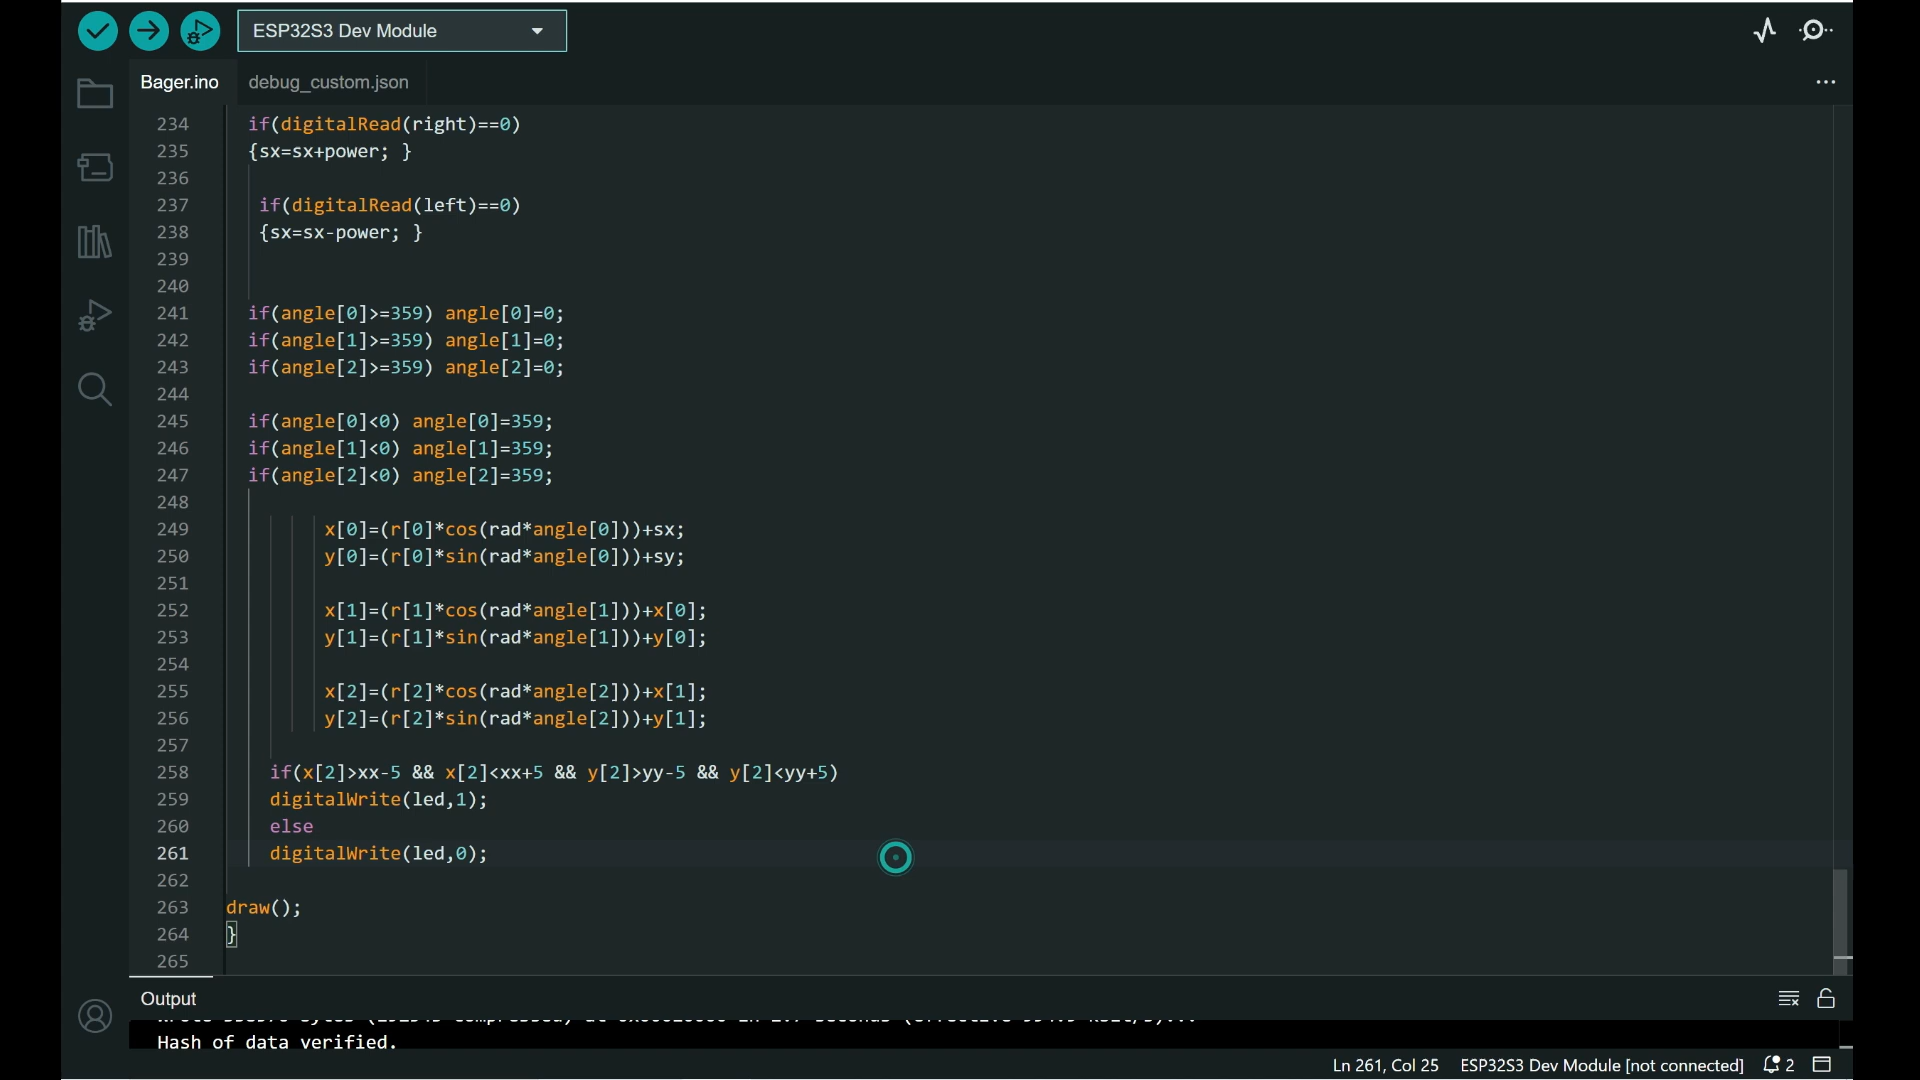 ESP32S3 Dev Module
Bager.ino
debug_custom.json
234 if(digitalRead(right)==0)
235 {sx=sx+power; }
236
237 if(digitalRead(left)==0)
238 {sx=sx-power; }
239
240
241 if(angle[0]>=359) angle[0]=0;
242 if(angle[1]>=359) angle[1]=0;
243 if(angle[2]>=359) angle[2]=0;
244
245 if(angle[0]<0) angle[0]=359;
246 if(angle[1]<0) angle[1]=359;
247 if(angle[2]<0) angle[2]=359;
248
249 x[0]=(r[0]*cos(rad*angle[0]))+sx;
250 y[0]=(r[0]*sin(rad*angle[0]))+sy;
251
252 x[1]=(r[1]*cos(rad*angle[1]))+x[0];
253 y[1]=(r[1]*sin(rad*angle[1]))+y[0];
254
255 x[2]=(r[2]*cos(rad*angle[2]))+x[1];
256 y[2]=(r[2]*sin(rad*angle[2]))+y[1];
257
258 if(x[2]>xx-5 && x[2]<xx+5 && y[2]>yy-5 && y[2]<yy+5)
259 digitalWrite(led,1);
260 else
261 digitalWrite(led,0);
262
263 draw();
264 }
265
Output
Hash of data verified.
Ln 261, Col 25 ESP32S3 Dev Module [not connected] 2